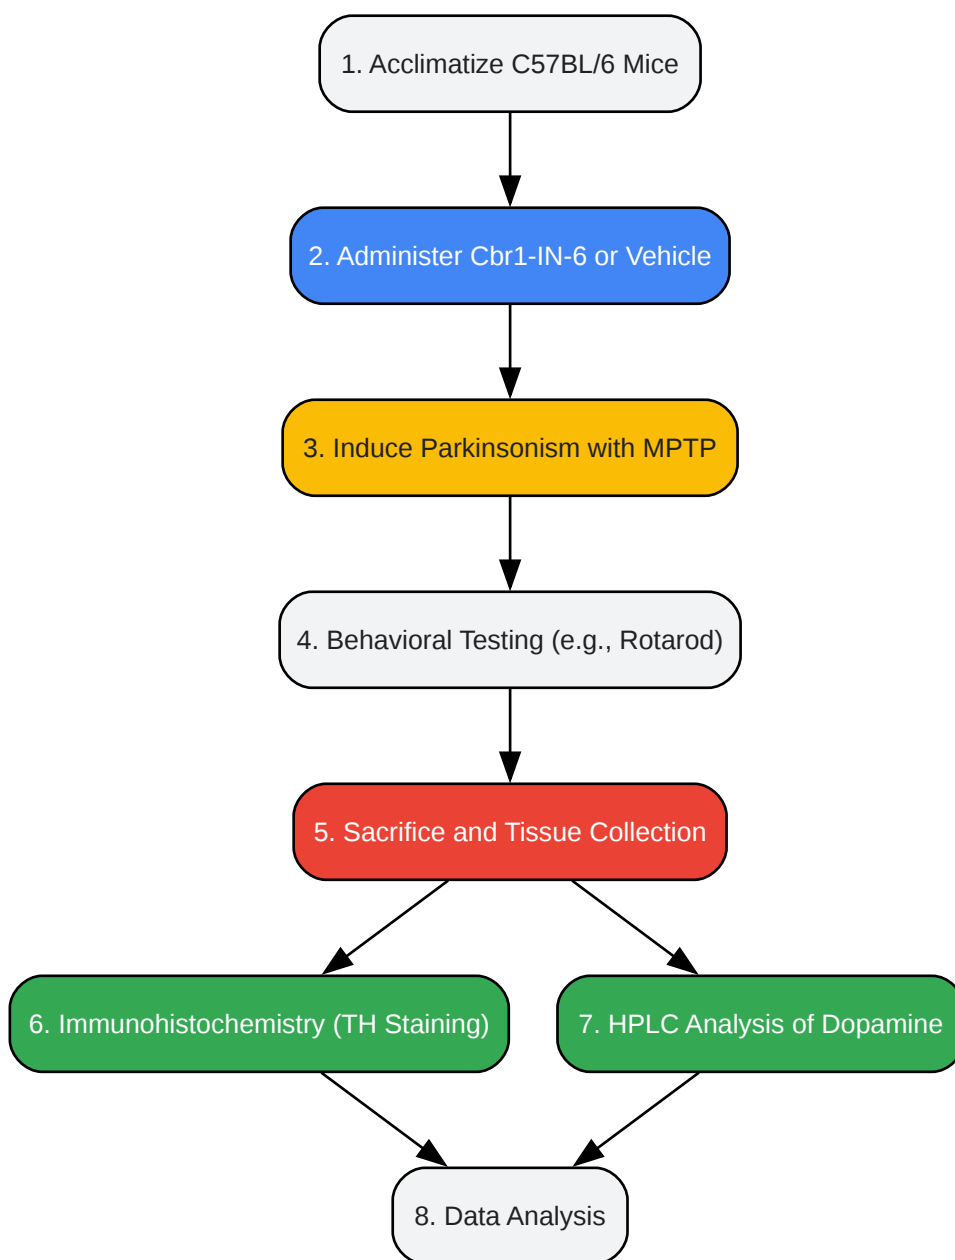 1. Acclimatize C57BL/6 Mice
2. Administer Cbr1-IN-6 or Vehicle
3. Induce Parkinsonism with MPTP
4. Behavioral Testing (e.g., Rotarod)
5. Sacrifice and Tissue Collection
6. Immunohistochemistry (TH Staining)
7. HPLC Analysis of Dopamine
8. Data Analysis